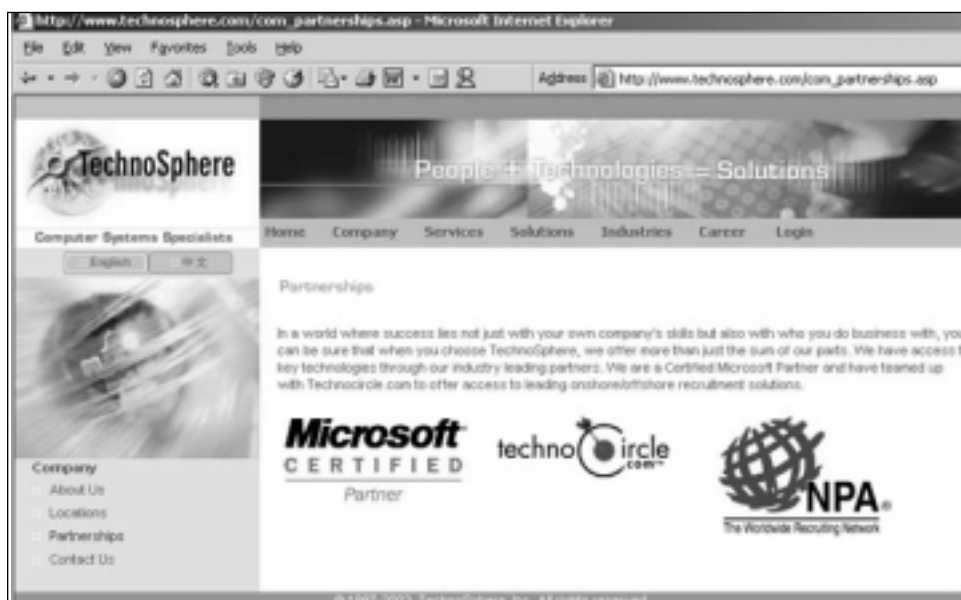 http://www.technosphere.com/com_partnerships.asp - Microsoft Internet Explorer
File Edit View Favorites Tools Help
Address http://www.technosphere.com/com_partnerships.asp
TechnoSphere
People + Technologies = Solutions
Computer Systems Specialists
Home Company Services Solutions Industries Career Login
English 中文
Partnerships
In a world where success lies not just with your own company's skills but also with who you do business with, you
can be sure that when you choose TechnoSphere, we offer more than just the sum of our parts. We have access t
key technologies through our industry leading partners. We are a Certified Microsoft Partner and have teamed up
with Technocircle.com to offer access to leading onshore/offshore recruitment solutions.
Microsoft
CERTIFIED
Partner
technoCircle
com™
NPA®
The Worldwide Recruiting Network
Company
About Us
Locations
Partnerships
Contact Us
TechnoSphere, Inc. All rights reserved